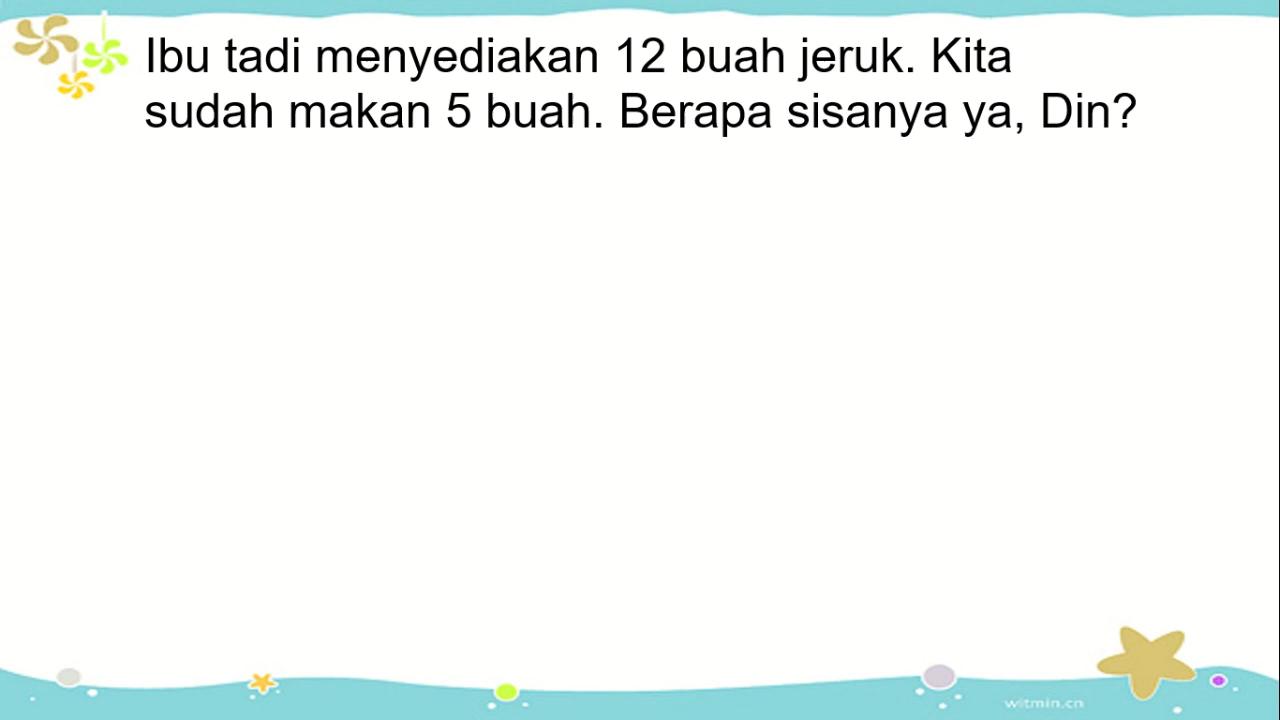 Ibu tadi menyediakan 12 buah jeruk. Kita
sudah makan 5 buah. Berapa sisanya ya, Din?
witmin.cn